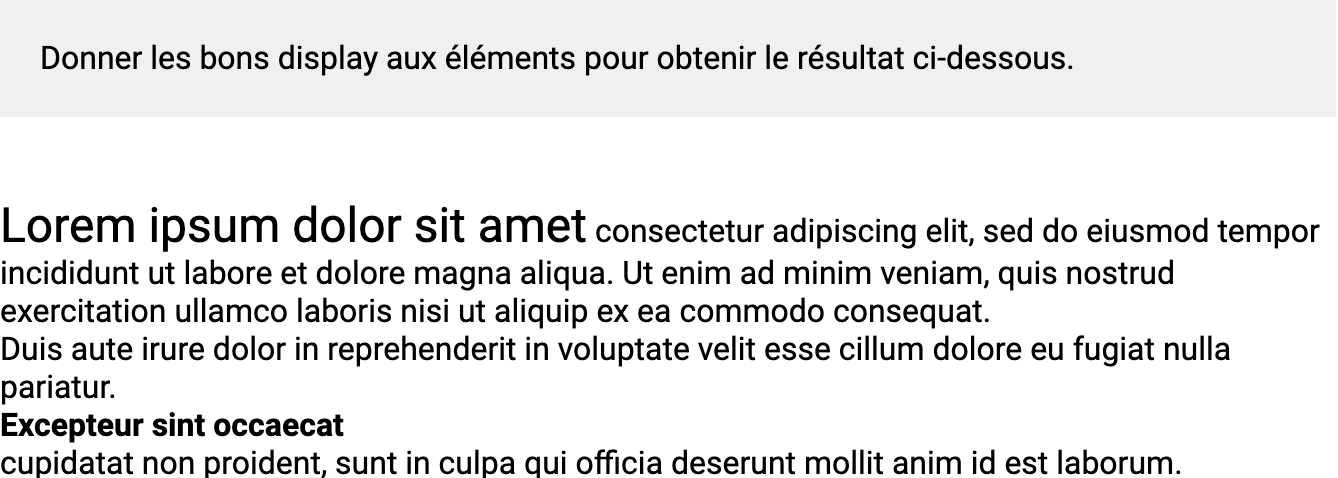 Donner les bons display aux éléments pour obtenir le résultat ci-dessous.
Lorem ipsum dolor sit amet consectetur adipiscing elit, sed do eiusmod tempor
incididunt ut labore et dolore magna aliqua. Ut enim ad minim veniam, quis nostrud
exercitation ullamco laboris nisi ut aliquip ex ea commodo consequat.
Duis aute irure dolor in reprehenderit in voluptate velit esse cillum dolore eu fugiat nulla
pariatur.
Excepteur sint occaecat
cupidatat non proident, sunt in culpa qui officia deserunt mollit anim id est laborum.